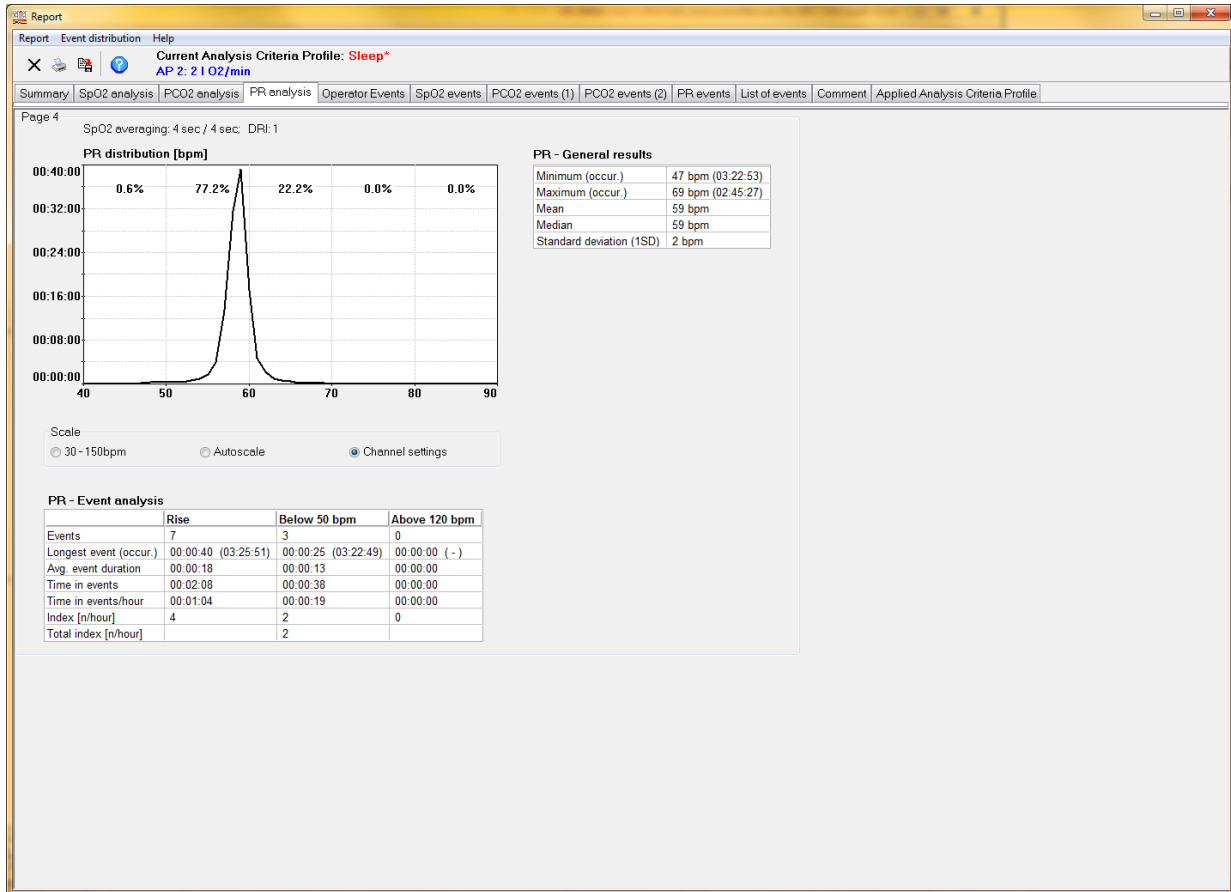 Report
Report Event distribution Help
Current Analysis Criteria Profile: Sleep*
AP 2: 2 l O2/min
Summary SpO2 analysis PCO2 analysis PR analysis Operator Events SpO2 events PCO2 events (1) PCO2 events (2) PR events List of events Comment Applied Analysis Criteria Profile
Page 4
SpO2 averaging: 4 sec / 4 sec; DRI: 1
PR distribution [bpm]
00:40:00
0.6% 77.2% 22.2% 0.0% 0.0%
00:32:00
00:24:00
00:16:00
00:08:00
00:00:00
40 50 60 70 80 90
PR - General results
Minimum (occur.) 47 bpm (03:22:53)
Maximum (occur.) 69 bpm (02:45:27)
Mean 59 bpm
Median 59 bpm
Standard deviation (1SD) 2 bpm
Scale
30 - 150bpm Autoscale Channel settings
PR - Event analysis
Rise Below 50 bpm Above 120 bpm
Events 7 3 0
Longest event (occur.) 00:00:40 (03:25:51) 00:00:25 (03:22:49) 00:00:00 ( - )
Avg. event duration 00:00:18 00:00:13 00:00:00
Time in events 00:02:08 00:00:38 00:00:00
Time in events/hour 00:01:04 00:00:19 00:00:00
Index [n/hour] 4 2 0
Total index [n/hour] 2